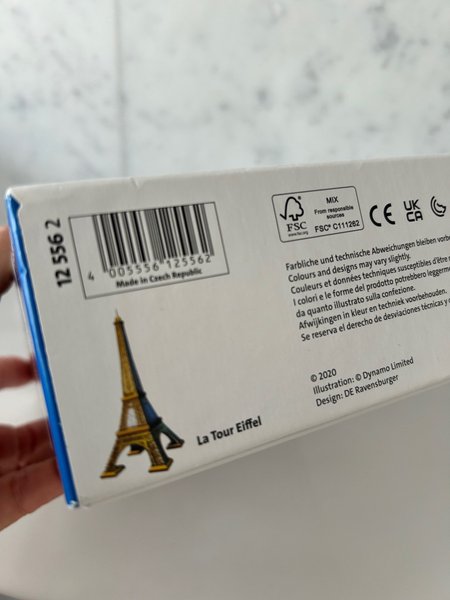 12 556 2
4 005556 125562
Made in Czech Republic
FSC
www.fsc.org
MIX
From responsible
sources
FSC® C111262
CE
UK
CA
Farbliche und technische Abweichungen bleiben
Colours and designs may vary slightly.
Couleurs et données techniques susceptibles d'être
I colori e le forme del prodotto potrebbero
da quanto illustrato sulla confezione.
Afwijkingen in kleur en techniek voorbehouden.
Se reserva el derecho de desviaciones técnicas y
© 2020
Illustration: © Dynamo Limited
Design: DE Ravensburger
La Tour Eiffel